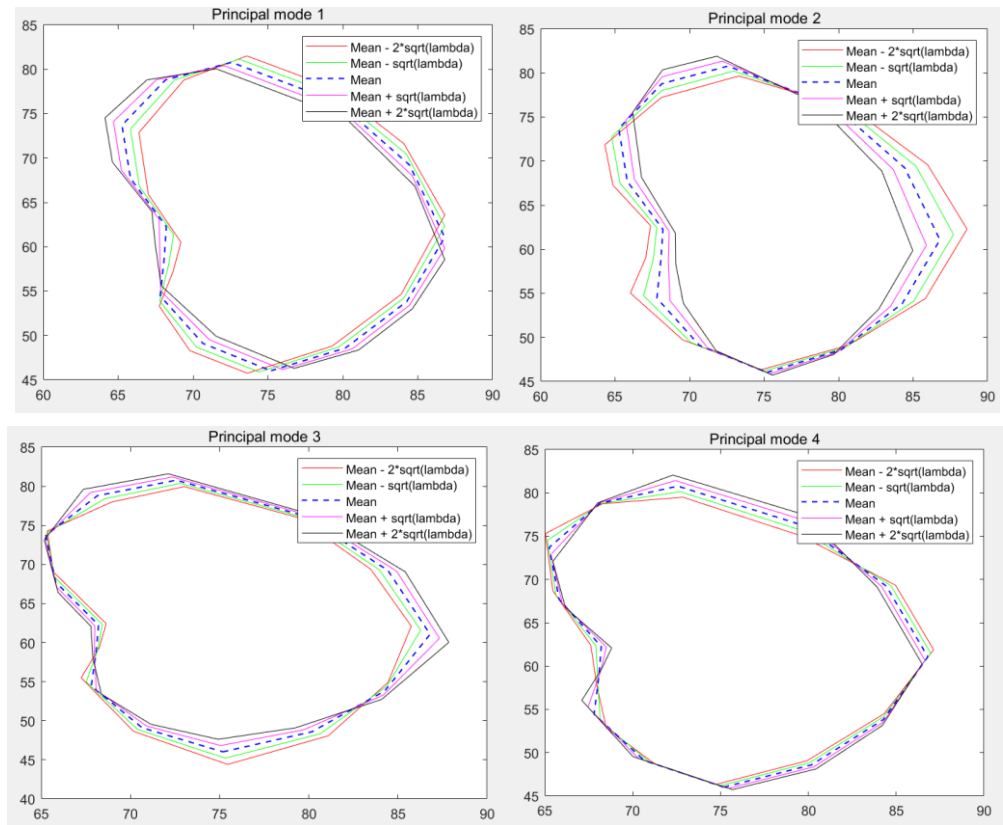 Principal mode 1
Mean - 2*sqrt(lambda)
Mean - sqrt(lambda)
Mean
Mean + sqrt(lambda)
Mean + 2*sqrt(lambda)
85
80
75
70
65
60
55
50
45
60 65 70 75 80 85 90
Principal mode 2
Mean - 2*sqrt(lambda)
Mean - sqrt(lambda)
Mean
Mean + sqrt(lambda)
Mean + 2*sqrt(lambda)
85
80
75
70
65
60
55
50
45
60 65 70 75 80 85 90
Principal mode 3
Mean - 2*sqrt(lambda)
Mean - sqrt(lambda)
Mean
Mean + sqrt(lambda)
Mean + 2*sqrt(lambda)
85
80
75
70
65
60
55
50
45
40
65 70 75 80 85 90
Principal mode 4
Mean - 2*sqrt(lambda)
Mean - sqrt(lambda)
Mean
Mean + sqrt(lambda)
Mean + 2*sqrt(lambda)
85
80
75
70
65
60
55
50
45
65 70 75 80 85 90